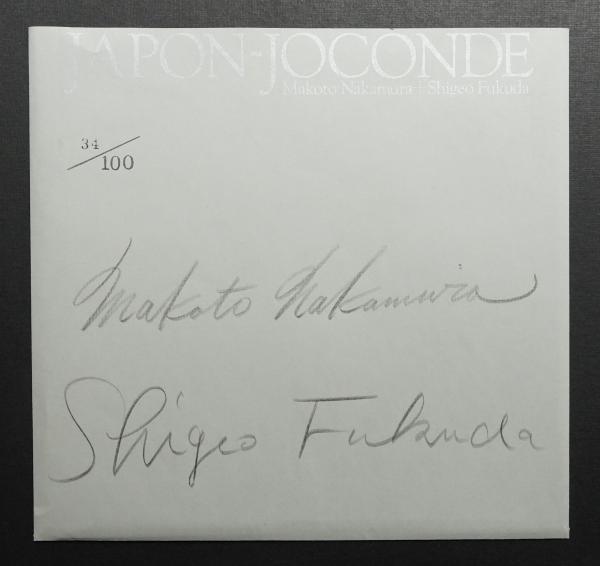 JAPON-JOCONDE
Makoto Nakamura + Shigeo Fukuda
34/100
Makoto Nakamura
Shigeo Fukuda